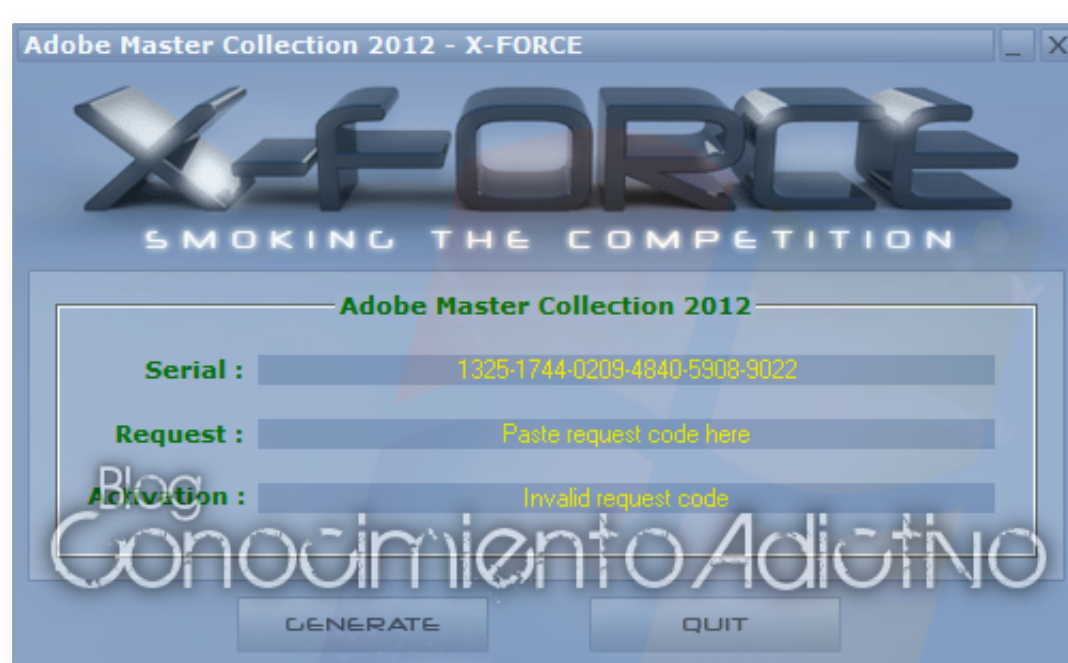 Adobe Master Collection 2012 - X-FORCE
_ X
X-FORCE
SMOKING THE COMPETITION
Adobe Master Collection 2012
Serial : 1325-1744-0209-4840-5908-9022
Request : Paste request code here
Blog
Activation : Invalid request code
Conocimiento Adictivo
GENERATE QUIT